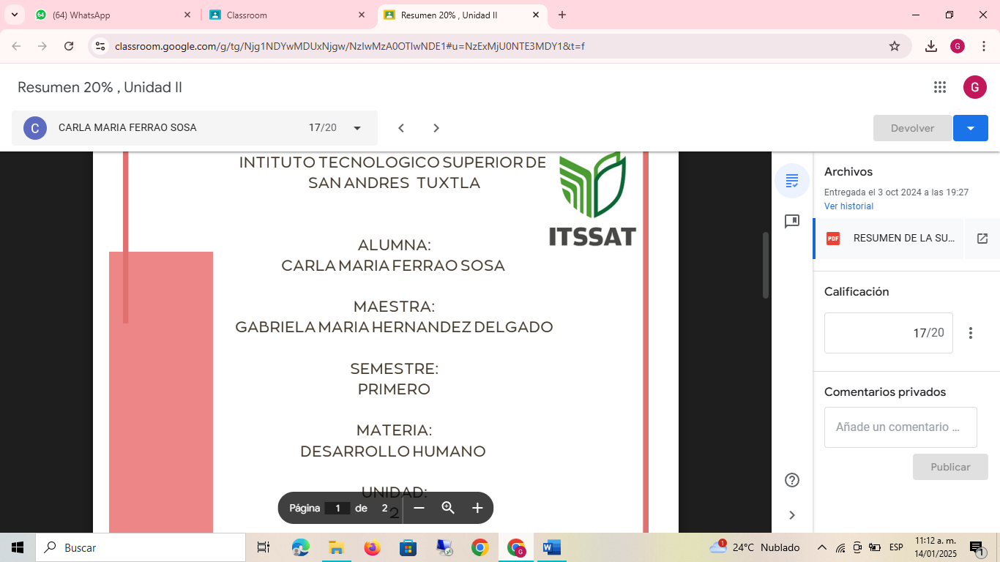 (64) WhatsApp
Classroom
Resumen 20% , Unidad II
classroom.google.com/g/tg/Njg1NDYwMDUxNjgw/NzIwMzA0OTIwNDE1#u=NzExMjU0NTE3MDY1&t=f
G
Resumen 20% , Unidad II
G
C
CARLA MARIA FERRAO SOSA
17/20
Devolver
INTITUTO TECNOLOGICO SUPERIOR DE
SAN ANDRES TUXTLA
ITSSAT
ALUMNA:
CARLA MARIA FERRAO SOSA
MAESTRA:
GABRIELA MARIA HERNANDEZ DELGADO
SEMESTRE:
PRIMERO
MATERIA:
DESARROLLO HUMANO
UNIDAD:
2
Página 1 de 2
Archivos
Entregada el 3 oct 2024 a las 19:27
Ver historial
PDF
RESUMEN DE LA SU...
Calificación
17/20
Comentarios privados
Añade un comentario ...
Publicar
Buscar
1
24°C Nublado
ESP
11:12 a. m.
14/01/2025
1